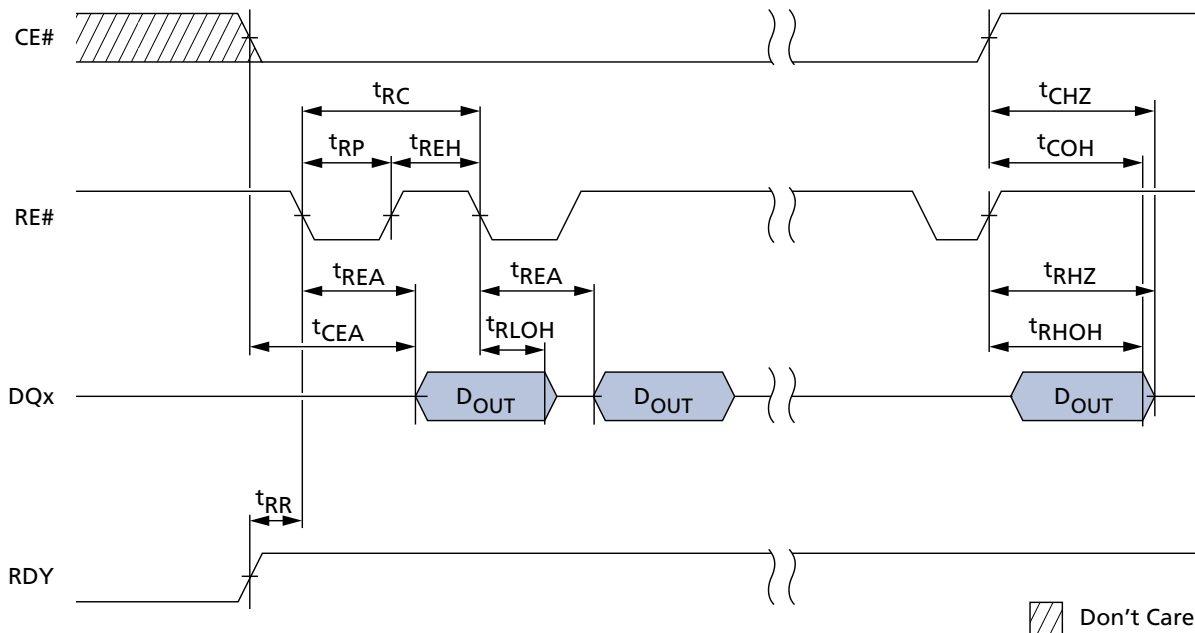 CE#
tRC
tCHZ
tRP
tREH
tCOH
RE#
tREA
tREA
tRHZ
tCEA
tRLOH
tRHOH
DQx
DOUT
DOUT
DOUT
tRR
RDY
Don't Care